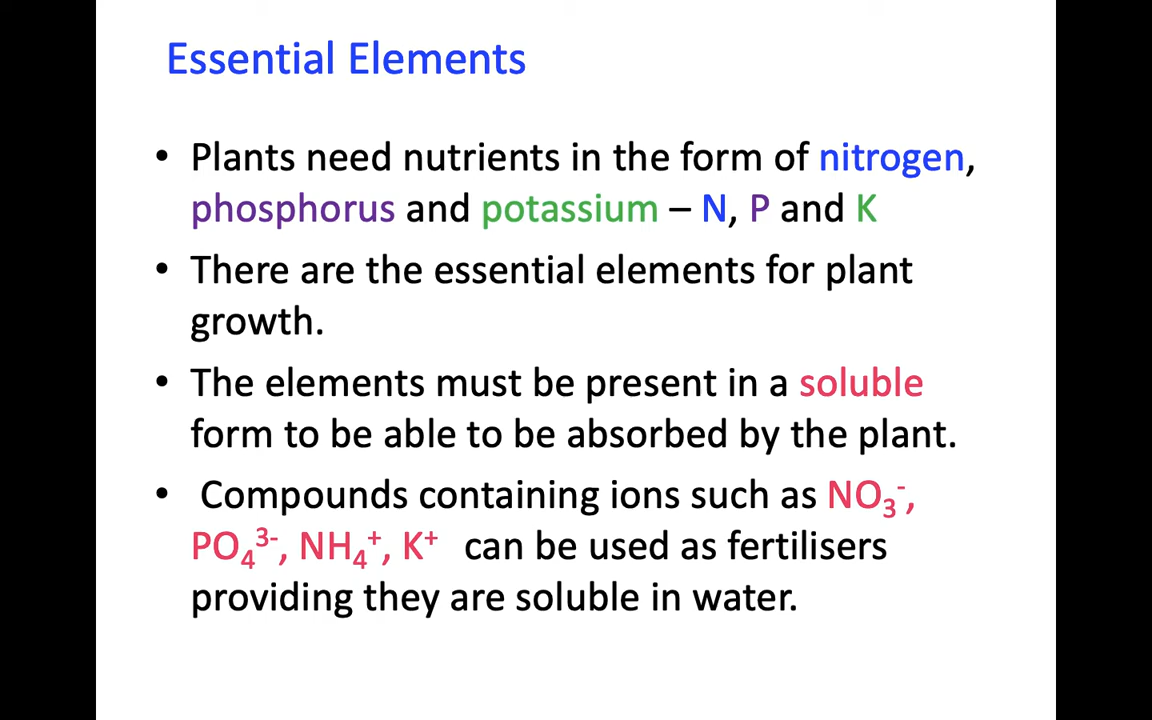 Essential Elements
• Plants need nutrients in the form of nitrogen,
phosphorus and potassium – N, P and K
• There are the essential elements for plant
growth.
• The elements must be present in a soluble
form to be able to be absorbed by the plant.
• Compounds containing ions such as NO₃⁻,
PO₄³⁻, NH₄⁺, K⁺ can be used as fertilisers
providing they are soluble in water.